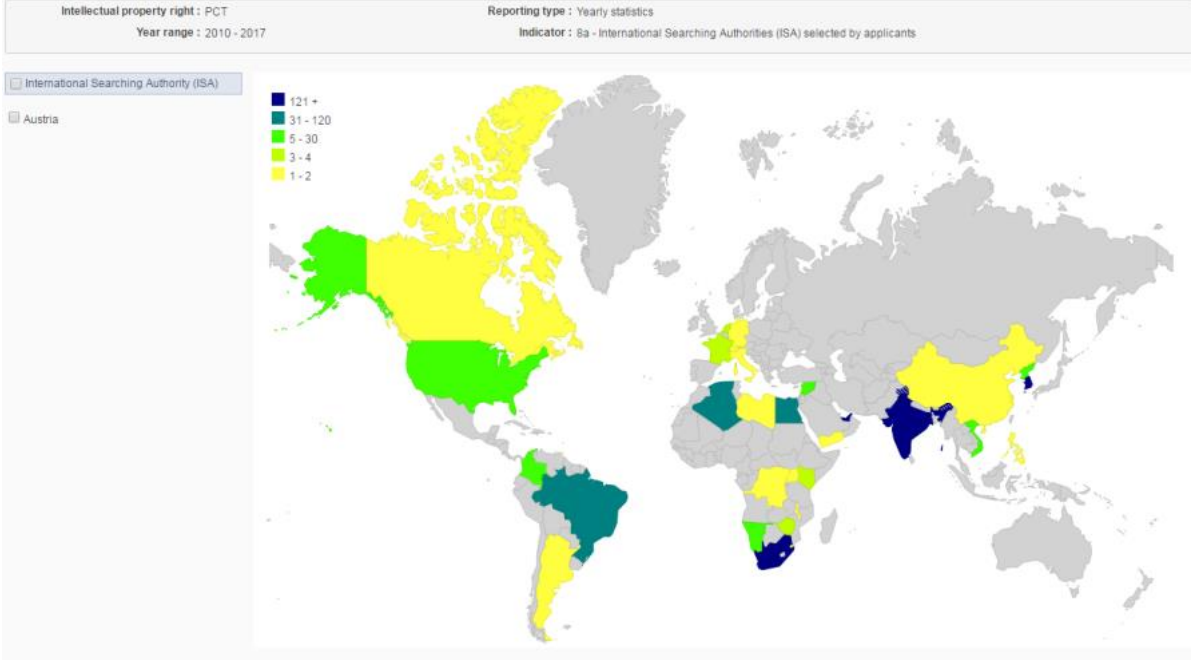 Intellectual property right : PCT
Reporting type : Yearly statistics
Year range : 2010 - 2017
Indicator : 8a - International Searching Authorities (ISA) selected by applicants
International Searching Authority (ISA)
Austria
121 +
31 - 120
5 - 30
3 - 4
1 - 2